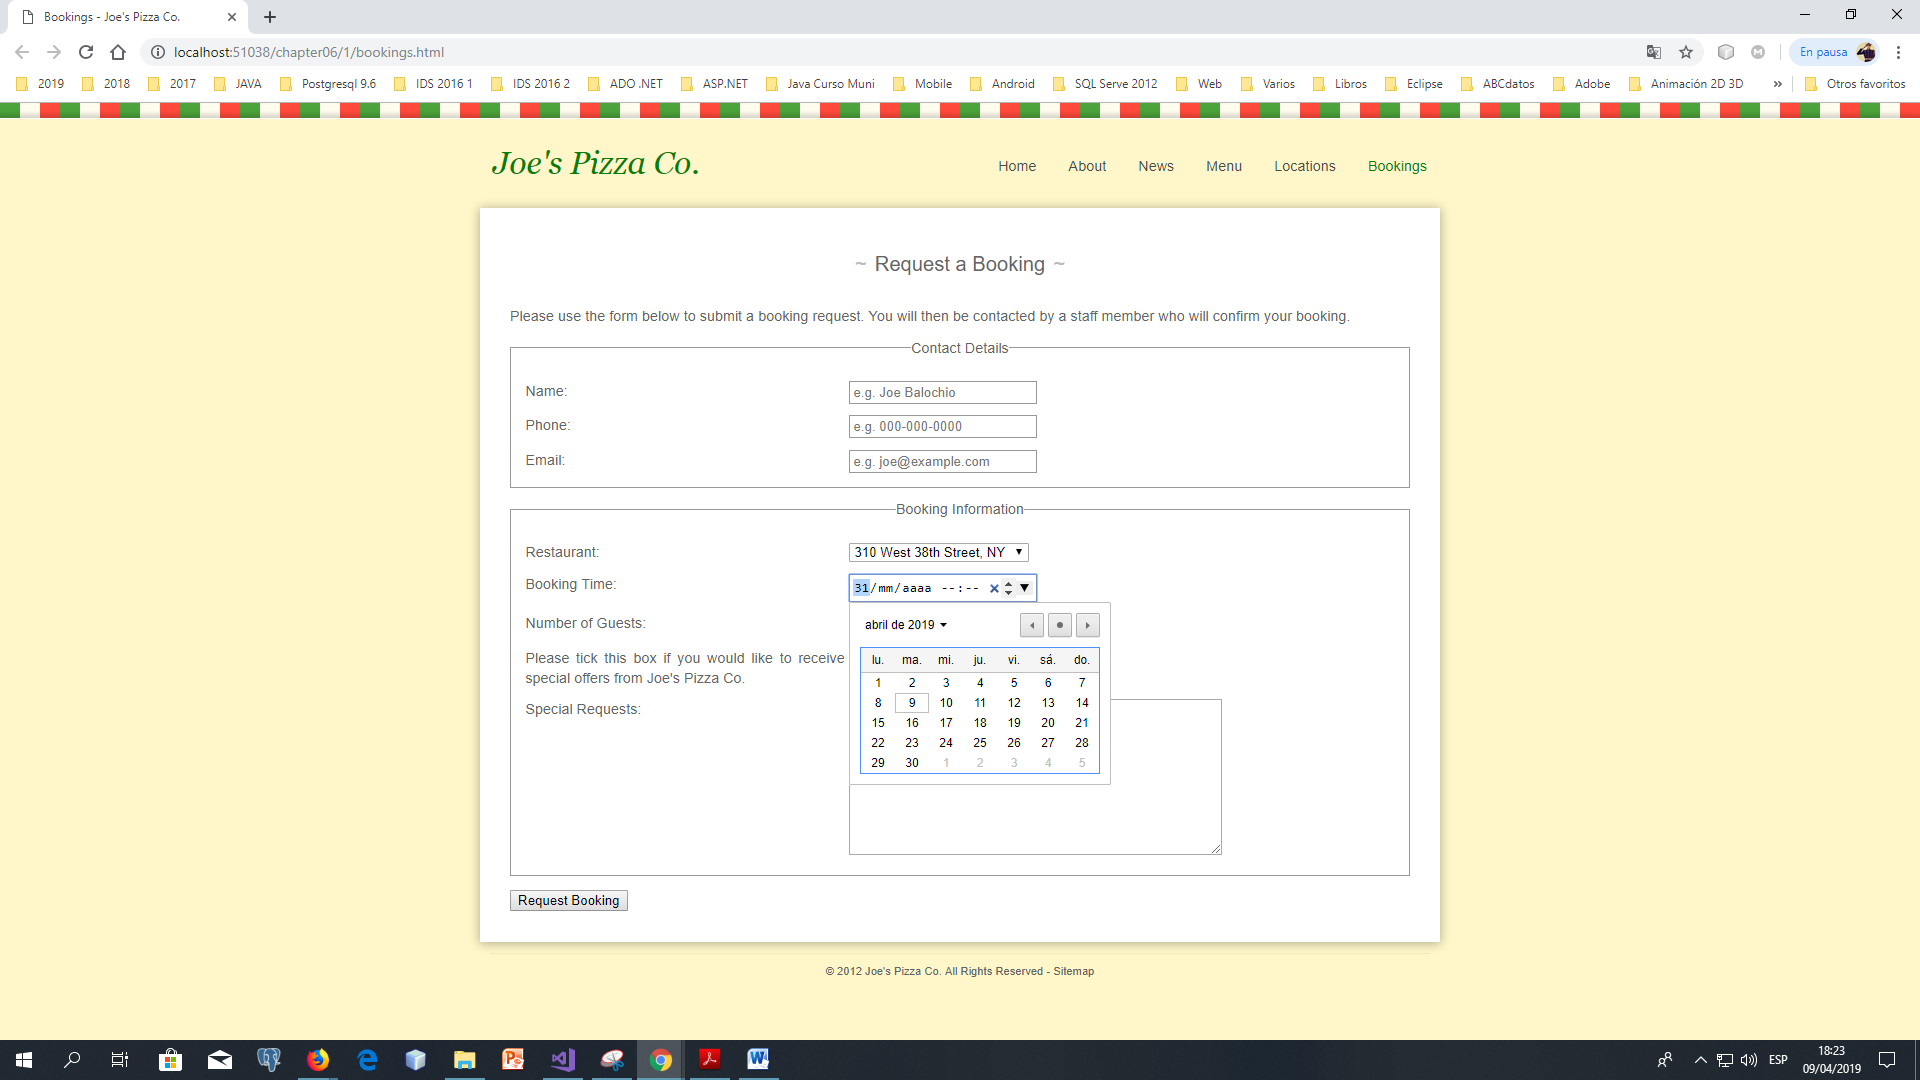 Bookings - Joe's Pizza Co.
localhost:51038/chapter06/1/bookings.html
En pausa
2019 2018 2017 JAVA Postgresql 9.6 IDS 2016 1 IDS 2016 2 ADO .NET ASP.NET Java Curso Muni Mobile Android SQL Serve 2012 Web Varios Libros Eclipse ABCdatos Adobe Animación 2D 3D » Otros favoritos
Joe's Pizza Co.
Home About News Menu Locations Bookings
~ Request a Booking ~
Please use the form below to submit a booking request. You will then be contacted by a staff member who will confirm your booking.
Contact Details
Name: e.g. Joe Balochio
Phone: e.g. 000-000-0000
Email: e.g. joe@example.com
Booking Information
Restaurant: 310 West 38th Street, NY
Booking Time: 31/mm/aaaa --:--
Number of Guests:
Please tick this box if you would like to receive
special offers from Joe's Pizza Co.
Special Requests:
abril de 2019
lu. ma. mi. ju. vi. sá. do.
1 2 3 4 5 6 7
8 9 10 11 12 13 14
15 16 17 18 19 20 21
22 23 24 25 26 27 28
29 30 1 2 3 4 5
Request Booking
© 2012 Joe's Pizza Co. All Rights Reserved - Sitemap
ESP
18:23
09/04/2019